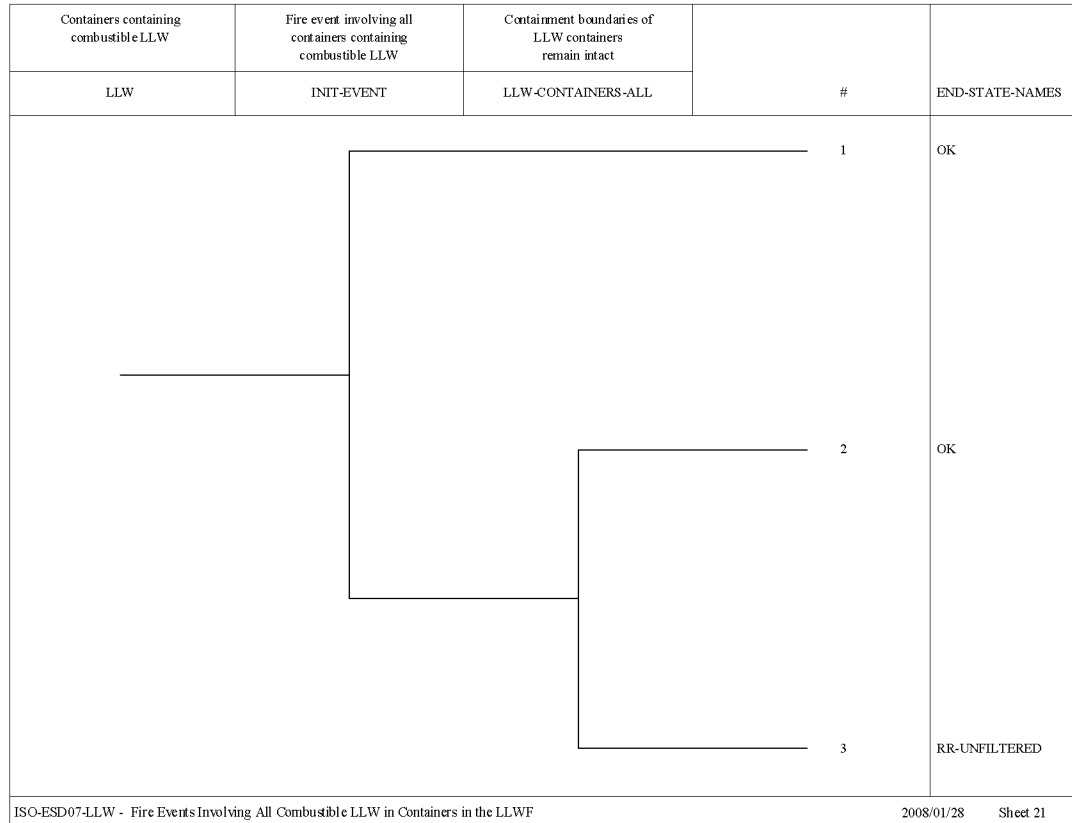 Containers containing
combustible LLW
Fire event involving all
containers containing
combustible LLW
Containment boundaries of
LLW containers
remain intact
LLW
INIT-EVENT
LLW-CONTAINERS-ALL
#
END-STATE-NAMES
1
OK
2
OK
3
RR-UNFILTERED
ISO-ESD07-LLW - Fire Events Involving All Combustible LLW in Containers in the LLWF
2008/01/28 Sheet 21